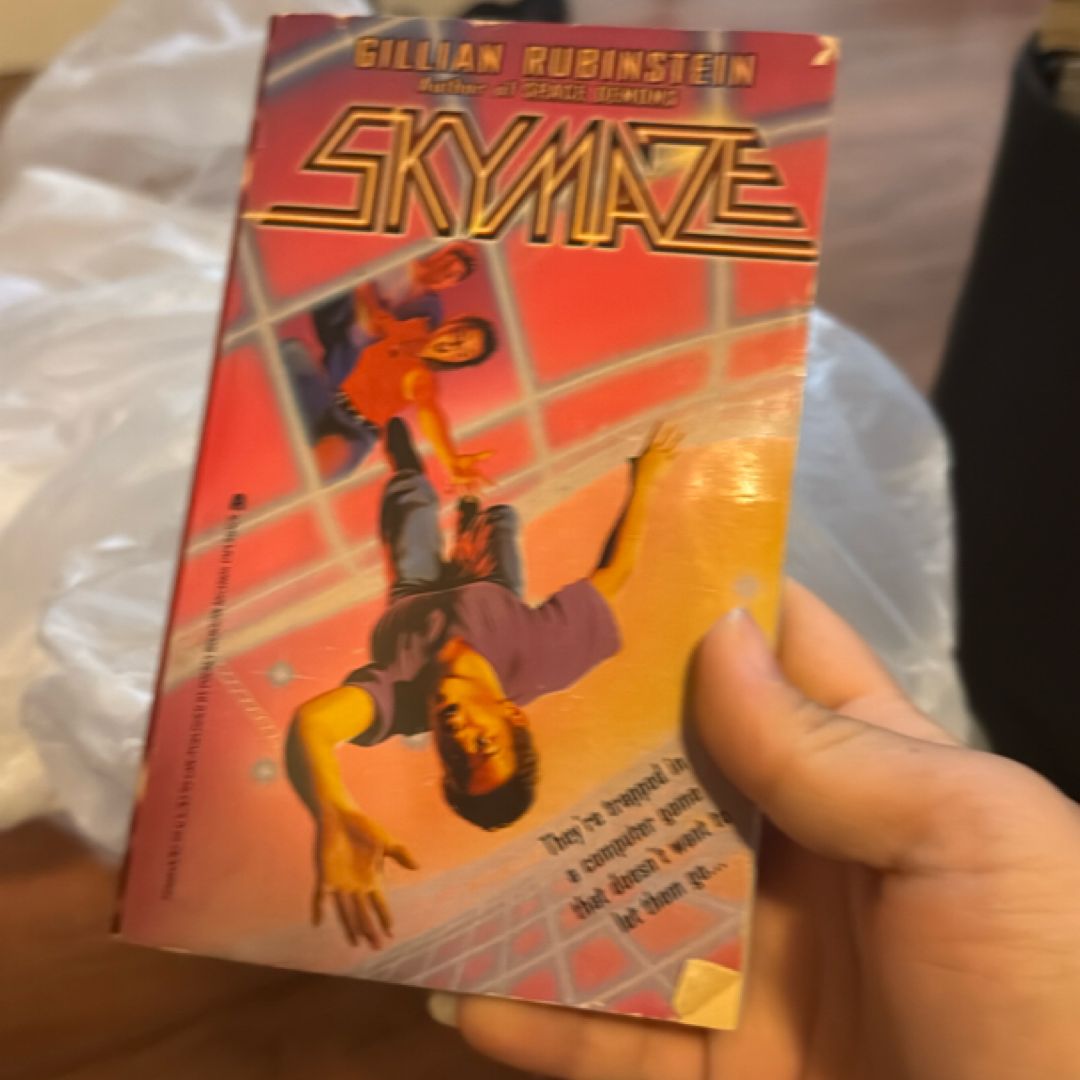 GILLIAN RUBINSTEIN
Author of SPACE DEMONS
SKYMAZE
They're trapped in
a computer game
that doesn't want to
let them go...